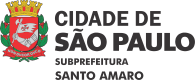 CIDADE DE
SÃO PAULO
SUBPREFEITURA
SANTO AMARO